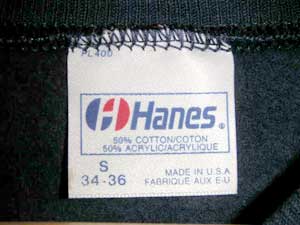 PL400
Hanes®
50% COTTON/COTON
50% ACRYLIC/ACRYLIQUE
S
34-36
MADE IN U.S.A
FABRIQUE AUX E-U